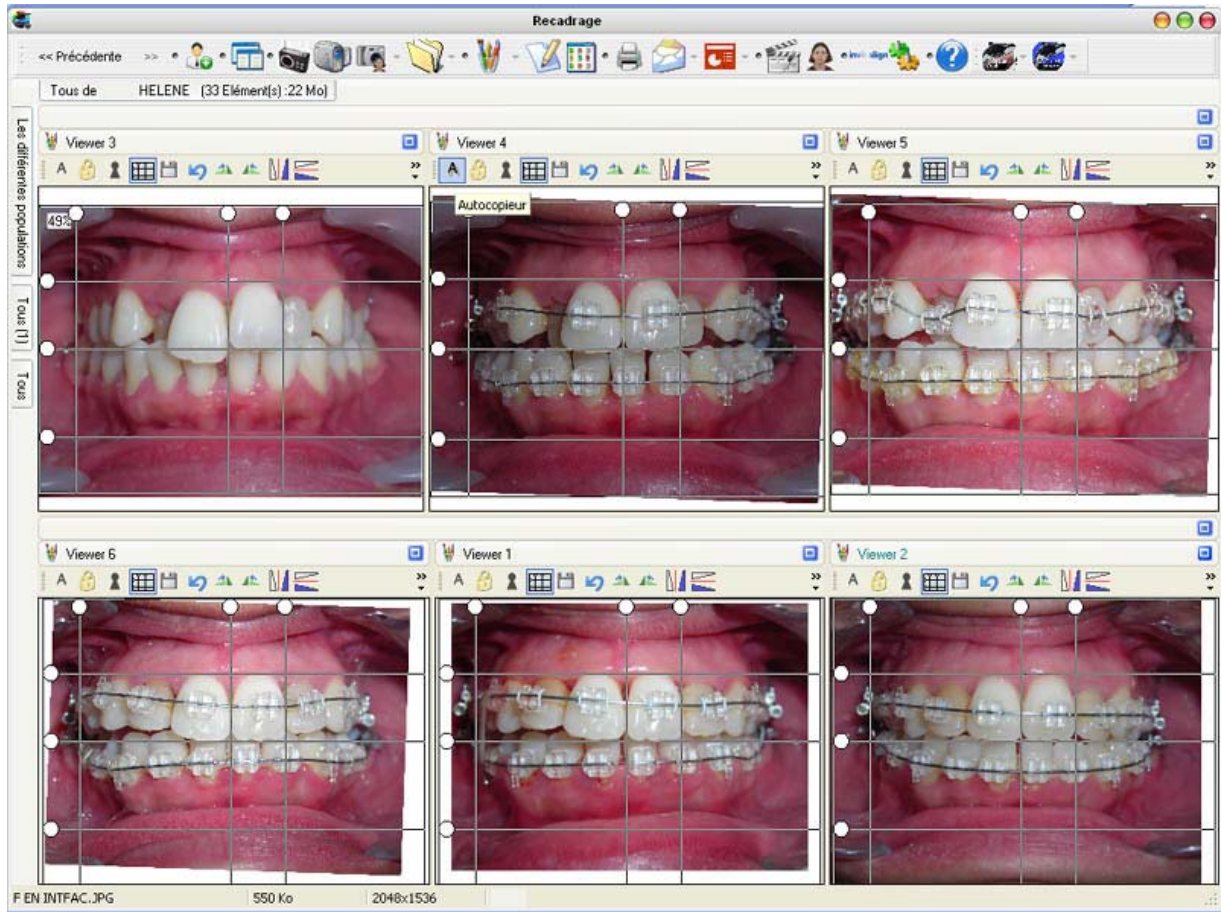 Recadrage
<< Précédente >>
Tous de HELENE (33 Elément(s) :22 Mo)
Les différentes populations
Tous (1)
Tous
Viewer 3
Viewer 4
Viewer 5
A
A
A
Autocopieur
49%
Viewer 6
Viewer 1
Viewer 2
A
A
A
F EN INTFAC.JPG 550 Ko 2048x1536